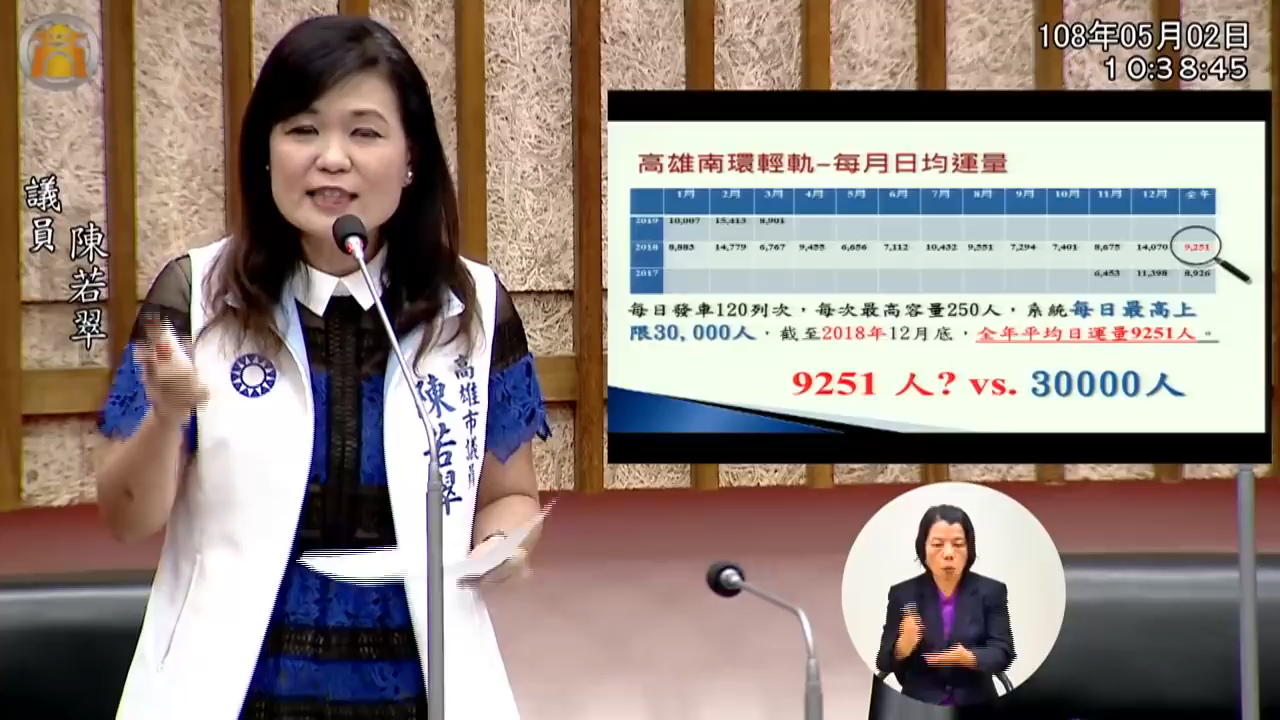 108年05月02日
10:38:45
議員
陳若翠
高雄市議員
陳若翠
高雄南環輕軌-每月日均運量
1月 2月 3月 4月 5月 6月 7月 8月 9月 10月 11月 12月 全年
2019 10,007 15,413 8,901
2018 8,883 14,779 6,767 9,455 6,656 7,112 10,432 9,551 7,294 7,401 8,675 14,070 9,251
2017 6,453 11,398 8,926
每日發車120列次，每次最高容量250人，系統每日最高上
限30,000人，截至2018年12月底，全年平均日運量9251人。
9251 人? vs. 30000人